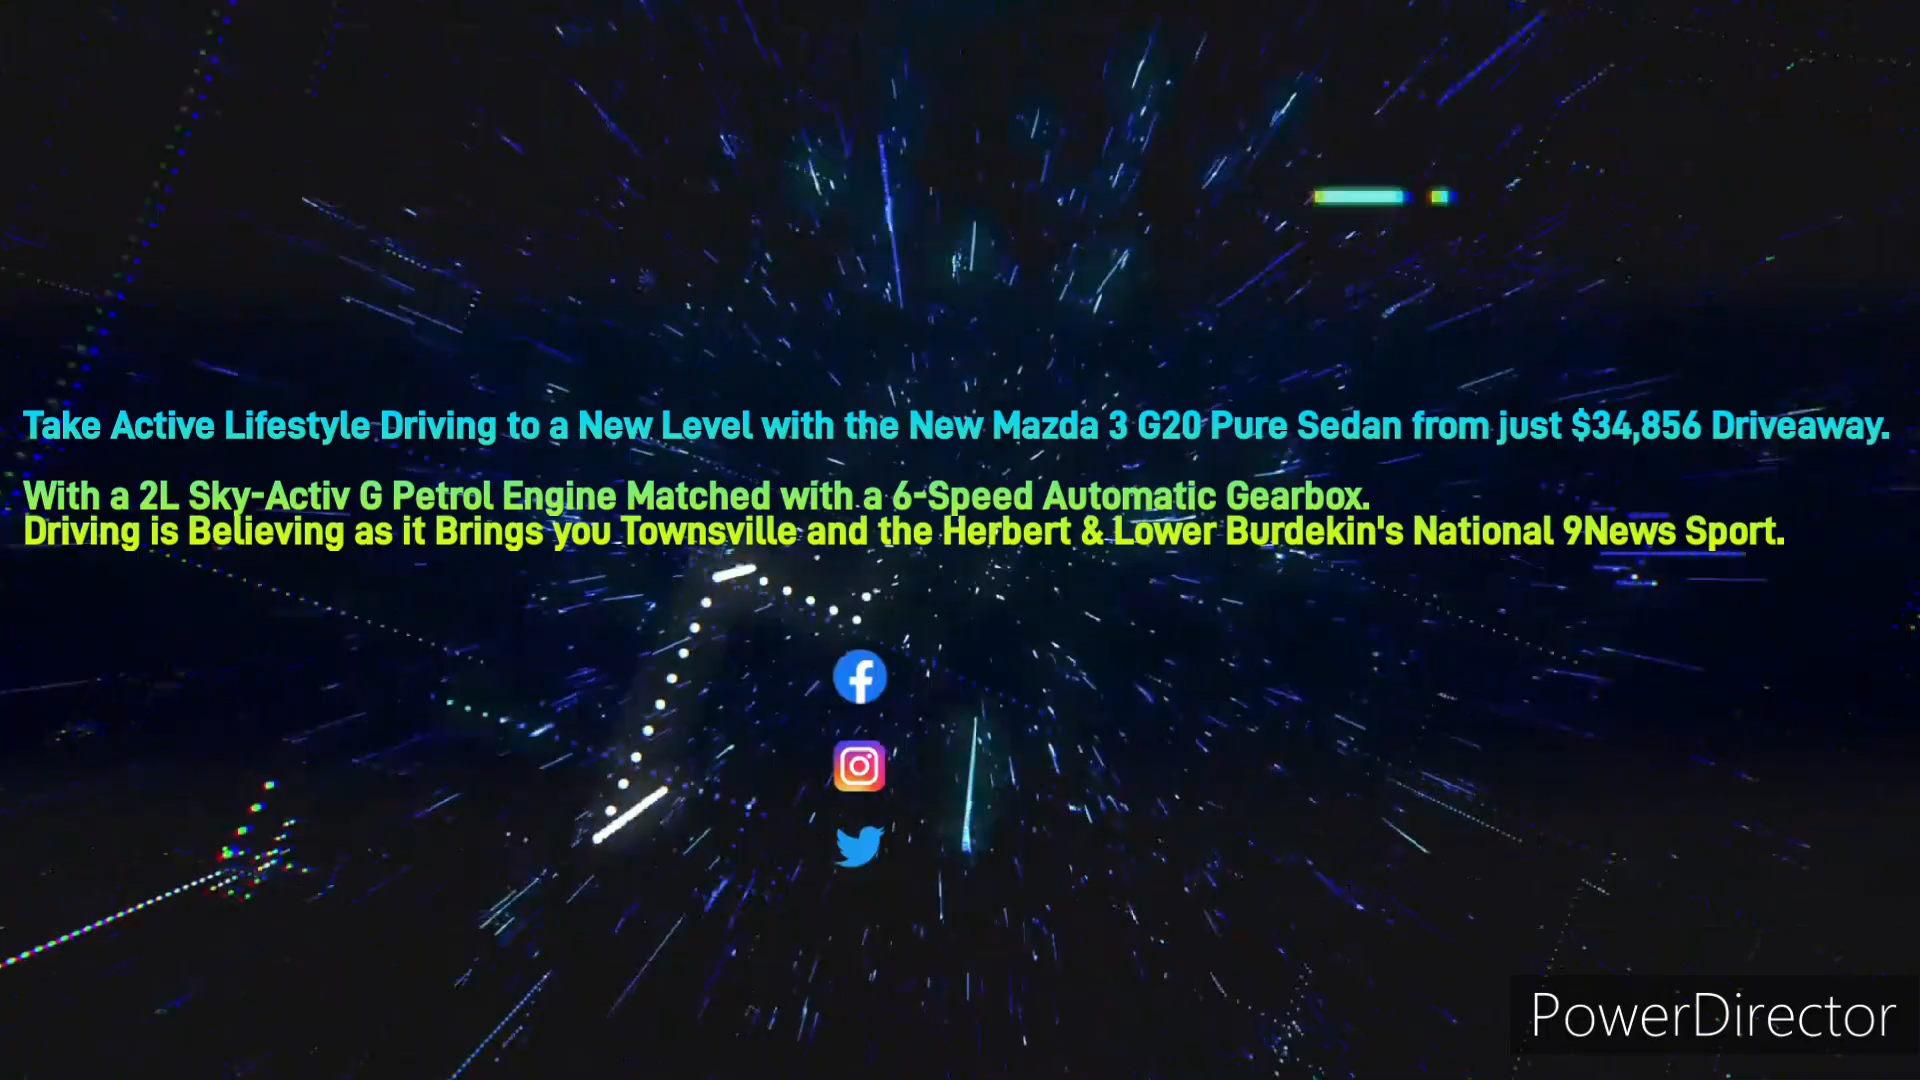 Take Active Lifestyle Driving to a New Level with the New Mazda 3 G20 Pure Sedan from just $34,856 Driveaway.
With a 2L Sky-Activ G Petrol Engine Matched with a 6-Speed Automatic Gearbox.
Driving is Believing as it Brings you Townsville and the Herbert & Lower Burdekin's National 9News Sport.
PowerDirector